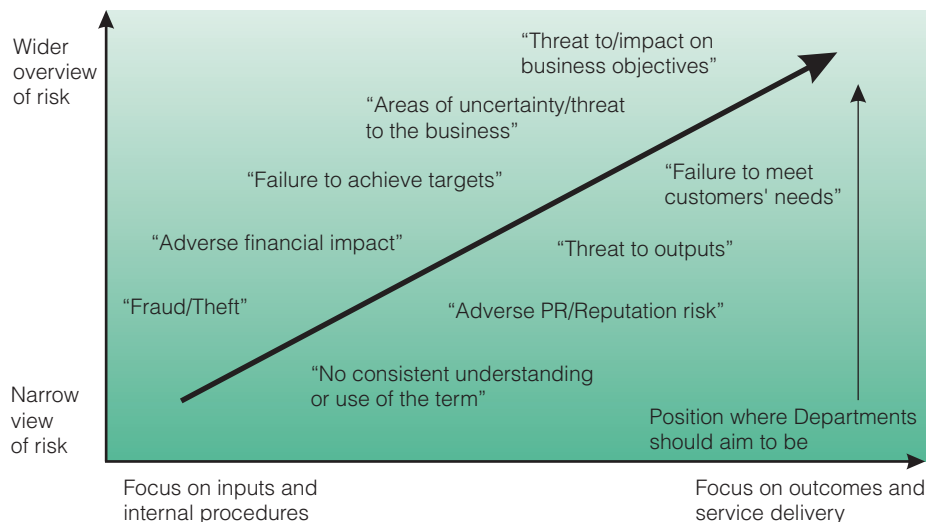 Wider
overview
of risk
“Threat to/impact on
business objectives”
“Areas of uncertainty/threat
to the business”
“Failure to achieve targets”
“Failure to meet
customers' needs”
“Adverse financial impact”
“Threat to outputs”
“Fraud/Theft”
“Adverse PR/Reputation risk”
“No consistent understanding
or use of the term”
Narrow
view
of risk
Position where Departments
should aim to be
Focus on inputs and
internal procedures
Focus on outcomes and
service delivery